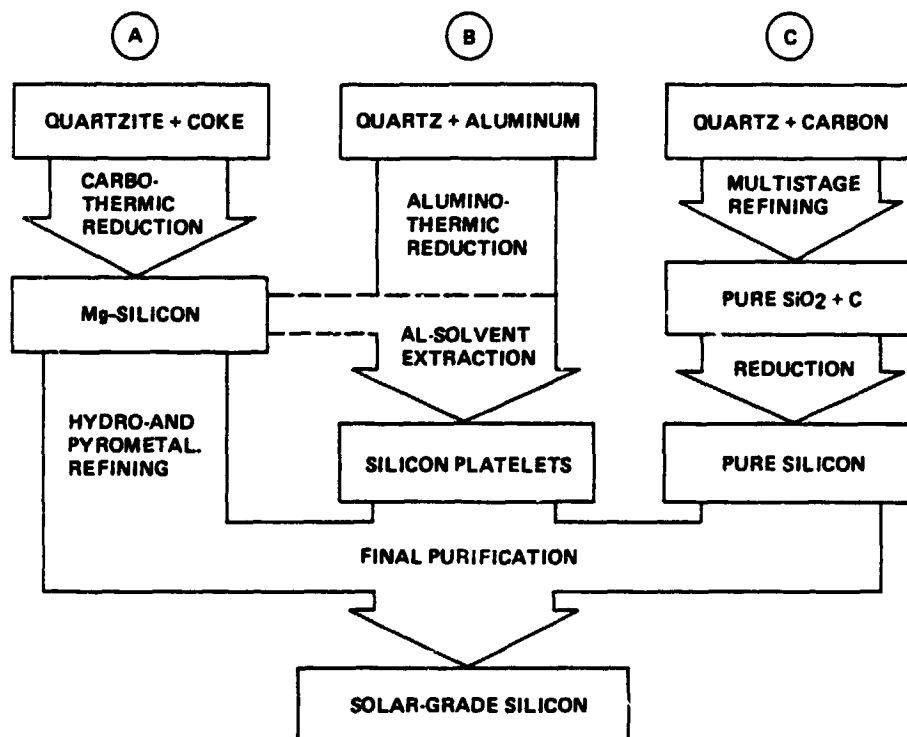 A
B
C
QUARTZITE + COKE
QUARTZ + ALUMINUM
QUARTZ + CARBON
CARBO-
THERMIC
REDUCTION
ALUMINO-
THERMIC
REDUCTION
MULTISTAGE
REFINING
Mg-SILICON
PURE SiO2 + C
AL-SOLVENT
EXTRACTION
REDUCTION
HYDRO-AND
PYROMETAL.
REFINING
SILICON PLATELETS
PURE SILICON
FINAL PURIFICATION
SOLAR-GRADE SILICON